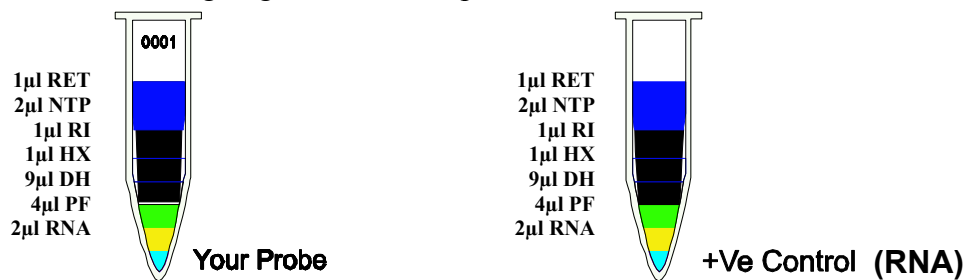 0001
1µl RET
2µl NTP
1µl RI
1µl HX
9µl DH
4µl PF
2µl RNA
Your Probe
1µl RET
2µl NTP
1µl RI
1µl HX
9µl DH
4µl PF
2µl RNA
+Ve Control (RNA)